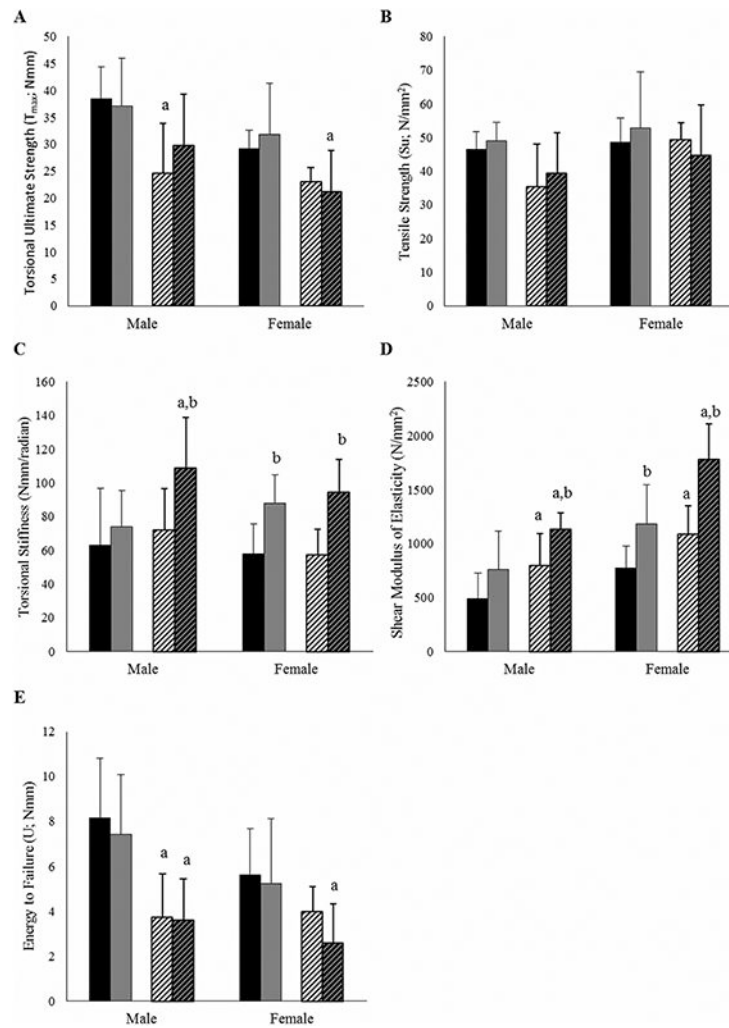 A
Torsional Ultimate Strength (Tmax; Nmm)
50
45
40
35
30
25
20
15
10
5
0
a
a
Male
Female
B
Tensile Strength (Su; N/mm²)
80
70
60
50
40
30
20
10
0
Male
Female
C
Torsional Stiffness (Nmm/radian)
160
140
120
100
80
60
40
20
0
a,b
b
b
Male
Female
D
Shear Modulus of Elasticity (N/mm²)
2500
2000
1500
1000
500
0
a
a,b
b
a
a,b
Male
Female
E
Energy to Failure (U; Nmm)
12
10
8
6
4
2
0
a
a
a
Male
Female